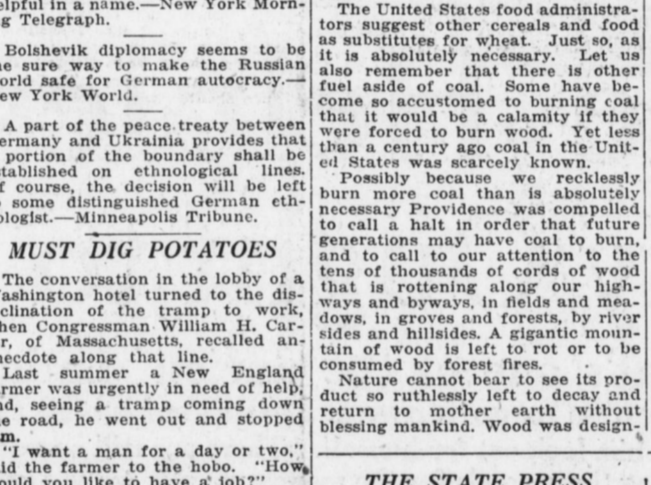 elpful in a name.—New York Morn-
g Telegraph.
Bolshevik diplomacy seems to be
e sure way to make the Russian
orld safe for German autocracy.—
ew York World.
A part of the peace treaty between
ermany and Ukrainia provides that
portion of the boundary shall be
tablished on ethnological lines.
f course, the decision will be left
some distinguished German eth-
ologist.—Minneapolis Tribune.
MUST DIG POTATOES
The conversation in the lobby of a
ashington hotel turned to the dis-
clination of the tramp to work,
hen Congressman William H. Car-
r, of Massachusetts, recalled an-
necdote along that line.
Last summer a New England
rmer was urgently in need of help,
nd, seeing a tramp coming down
e road, he went out and stopped
m.
"I want a man for a day or two,"
id the farmer to the hobo. "How
ould you like to have a job?"
The United States food administra-
tors suggest other cereals and food
as substitutes for wheat. Just so, as
it is absolutely necessary. Let us
also remember that there is other
fuel aside of coal. Some have be-
come so accustomed to burning coal
that it would be a calamity if they
were forced to burn wood. Yet less
than a century ago coal in the Unit-
ed States was scarcely known.
Possibly because we recklessly
burn more coal than is absolutely
necessary Providence was compelled
to call a halt in order that future
generations may have coal to burn,
and to call to our attention to the
tens of thousands of cords of wood
that is rottening along our high-
ways and byways, in fields and mea-
dows, in groves and forests, by river
sides and hillsides. A gigantic moun-
tain of wood is left to rot or to be
consumed by forest fires.
Nature cannot bear to see its pro-
duct so ruthlessly left to decay and
return to mother earth without
blessing mankind. Wood was design-
THE STATE PRESS